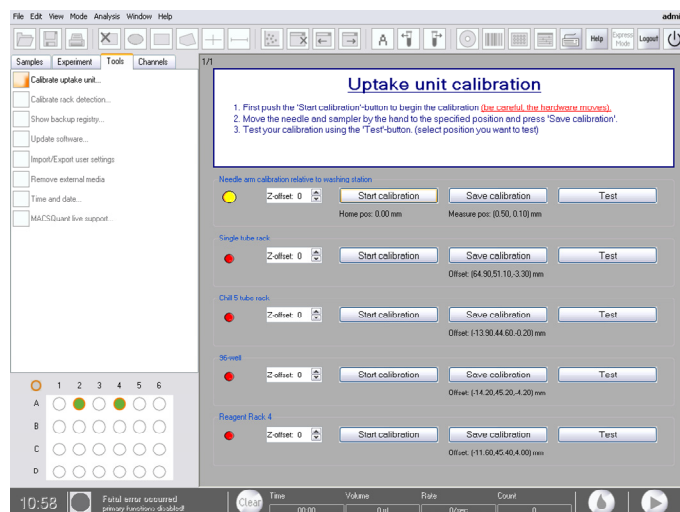 File Edit View Mode Analysis Window Help
admi
Help
Express Mode
Logout
Samples Experiment Tools Channels
1/1
Calibrate uptake unit...
Calibrate rack detection...
Show backup registry...
Update software...
Import/Export user settings
Remove external media
Time and date...
MACSQuant live support...
Uptake unit calibration
1. First push the 'Start calibration'-button to begin the calibration (be careful, the hardware moves).
2. Move the needle and sampler by the hand to the specified position and press 'Save calibration'.
3. Test your calibration using the 'Test'-button. (select position you want to test)
Needle arm calibration relative to washing station
Z-offset: 0 Start calibration Save calibration Test
Home pos: 0.00 mm Measure pos: (0.50, 0.10) mm
Single tube rack
Z-offset: 0 Start calibration Save calibration Test
Offset: (64.90,51.10,-3.30) mm
Chill 5 tube rack
Z-offset: 0 Start calibration Save calibration Test
Offset: (-13.90,44.60,-0.20) mm
96-well
Z-offset: 0 Start calibration Save calibration Test
Offset: (-14.20,45.20,-4.20) mm
Reagent Rack 4
Z-offset: 0 Start calibration Save calibration Test
Offset: (-11.60,45.40,4.00) mm
1 2 3 4 5 6
A
B
C
D
10:58
Fatal error occurred
primary functions disabled!
Clear
Time Volume Rate Count
00:00 0 ul 0/sec 0